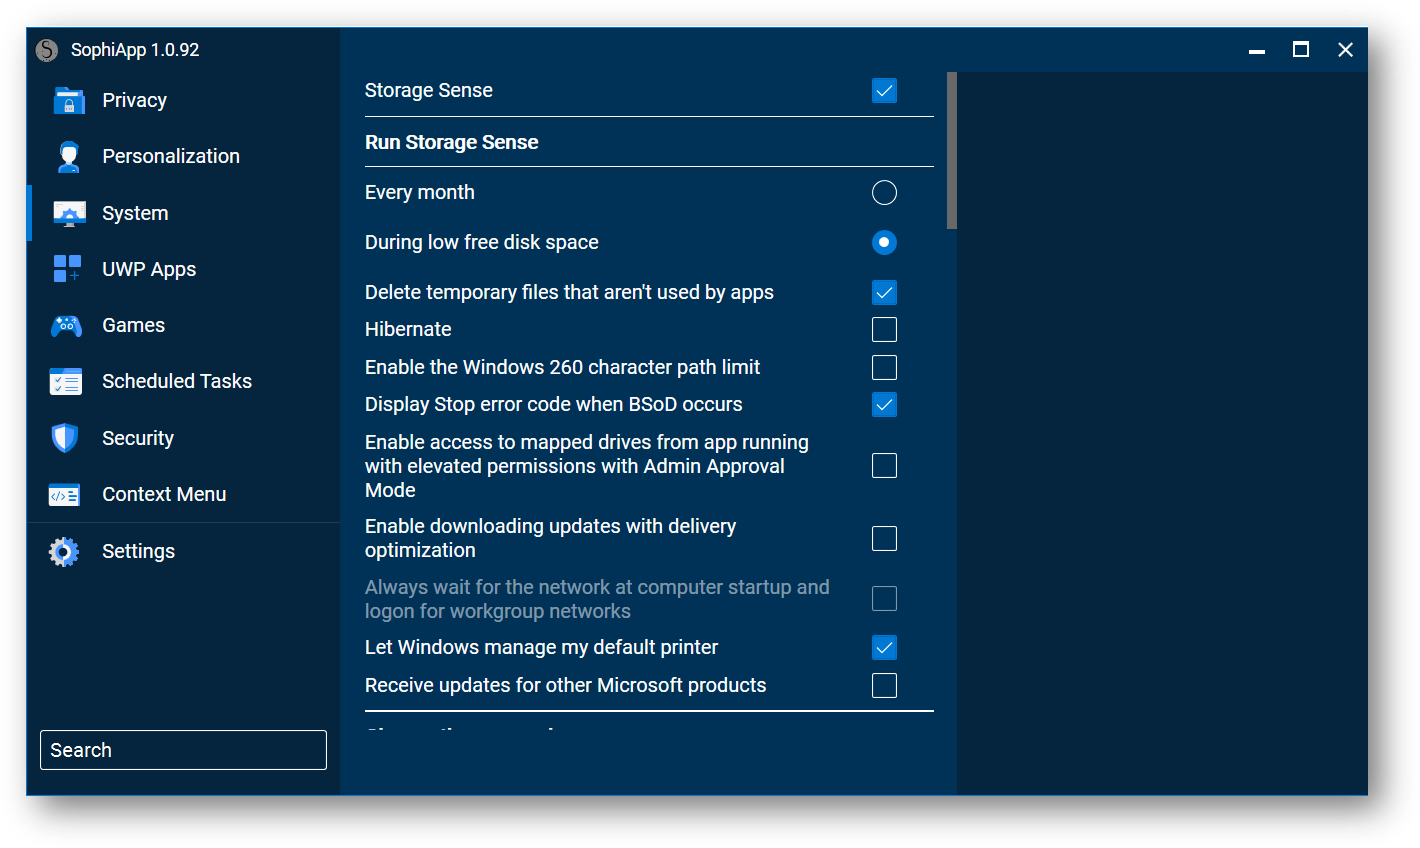 SophiApp 1.0.92
Privacy
Personalization
System
UWP Apps
Games
Scheduled Tasks
Security
Context Menu
Settings
Search
Storage Sense
Run Storage Sense
Every month
During low free disk space
Delete temporary files that aren't used by apps
Hibernate
Enable the Windows 260 character path limit
Display Stop error code when BSoD occurs
Enable access to mapped drives from app running
with elevated permissions with Admin Approval
Mode
Enable downloading updates with delivery
optimization
Always wait for the network at computer startup and
logon for workgroup networks
Let Windows manage my default printer
Receive updates for other Microsoft products